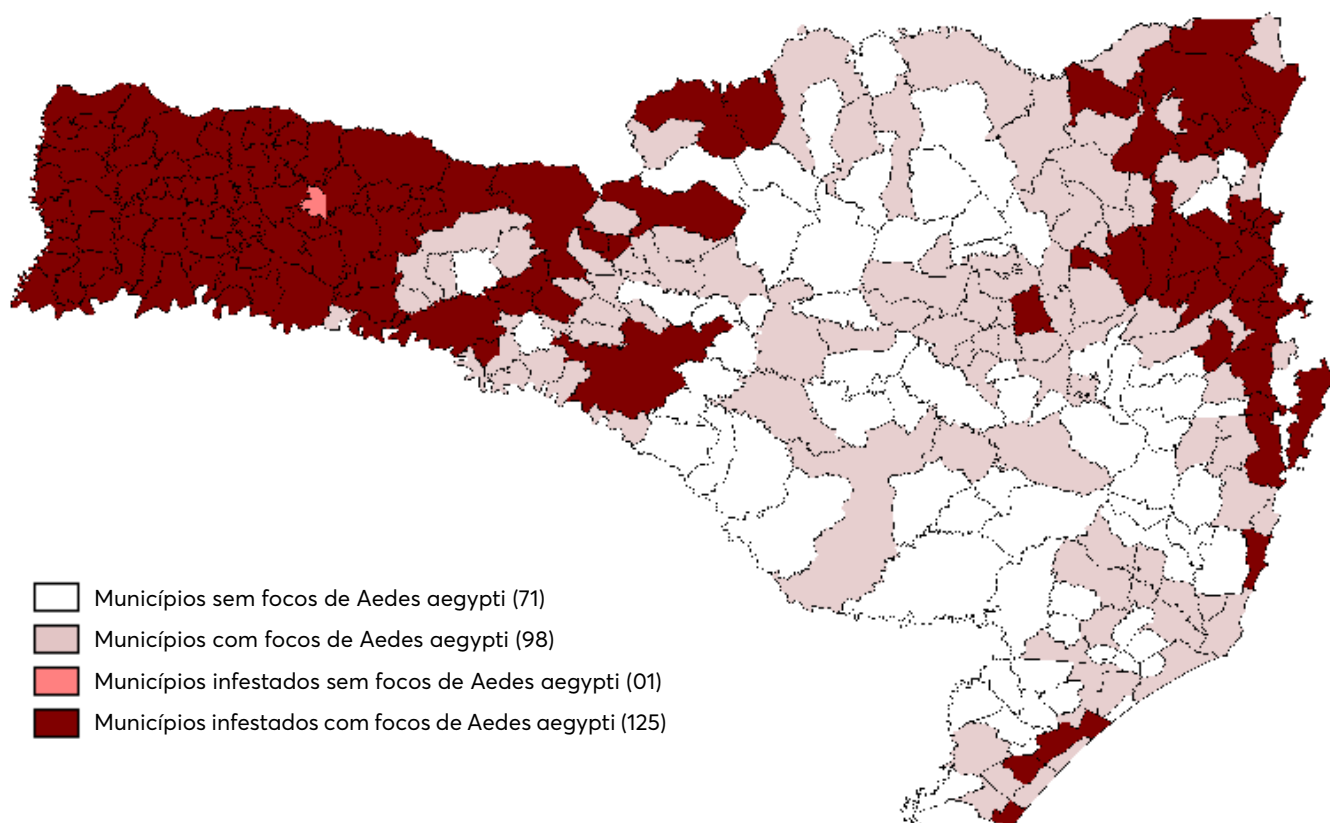 Municípios sem focos de Aedes aegypti (71)
Municípios com focos de Aedes aegypti (98)
Municípios infestados sem focos de Aedes aegypti (01)
Municípios infestados com focos de Aedes aegypti (125)